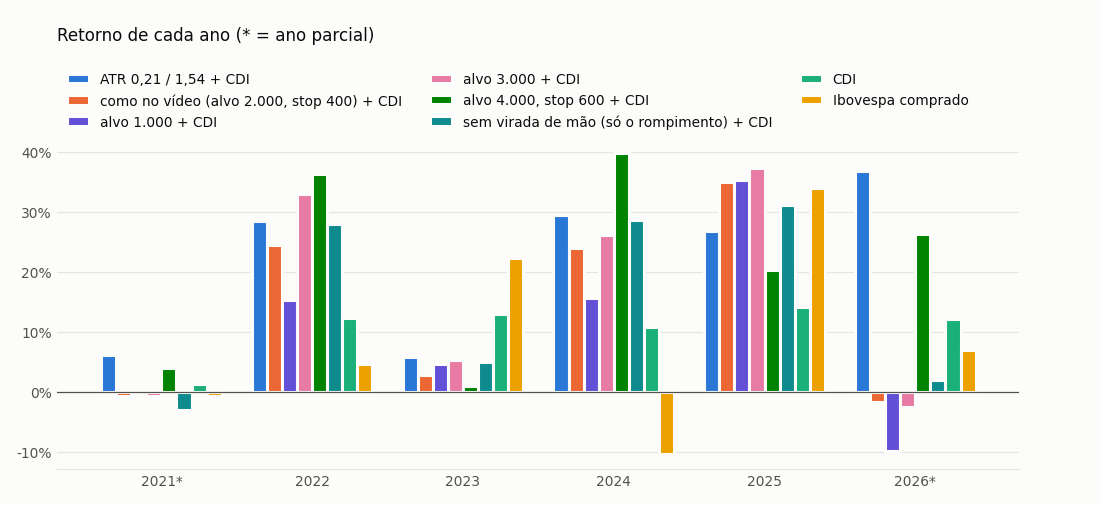 Retorno de cada ano (* = ano parcial)
ATR 0,21 / 1,54 + CDI
como no vídeo (alvo 2.000, stop 400) + CDI
alvo 1.000 + CDI
alvo 3.000 + CDI
alvo 4.000, stop 600 + CDI
sem virada de mão (só o rompimento) + CDI
CDI
Ibovespa comprado
40%
30%
20%
10%
0%
-10%
2021* 2022 2023 2024 2025 2026*